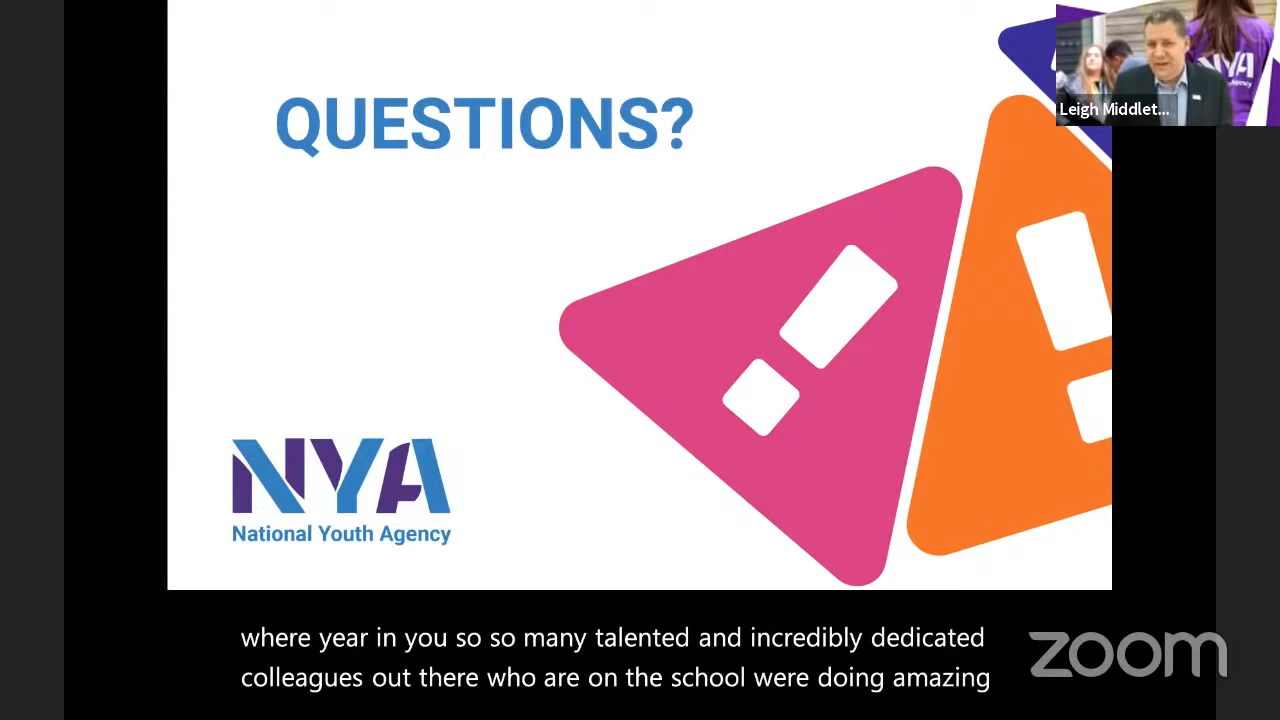 QUESTIONS?
NYA
Leigh Middlet...
NYA
National Youth Agency
where year in you so so many talented and incredibly dedicated
colleagues out there who are on the school were doing amazing
zoom